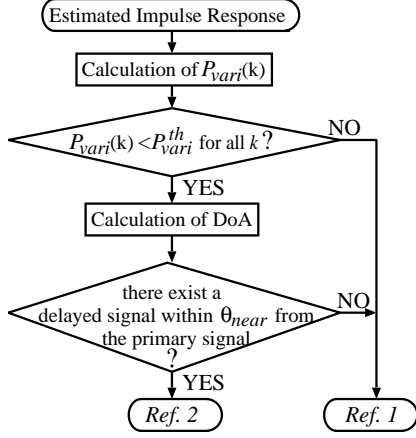 Estimated Impulse Response
Calculation of P_vari(k)
P_vari(k) < P_vari^th for all k ?
NO
YES
Calculation of DoA
there exist a
delayed signal within θ_near from
the primary signal
?
NO
YES
Ref. 2
Ref. 1